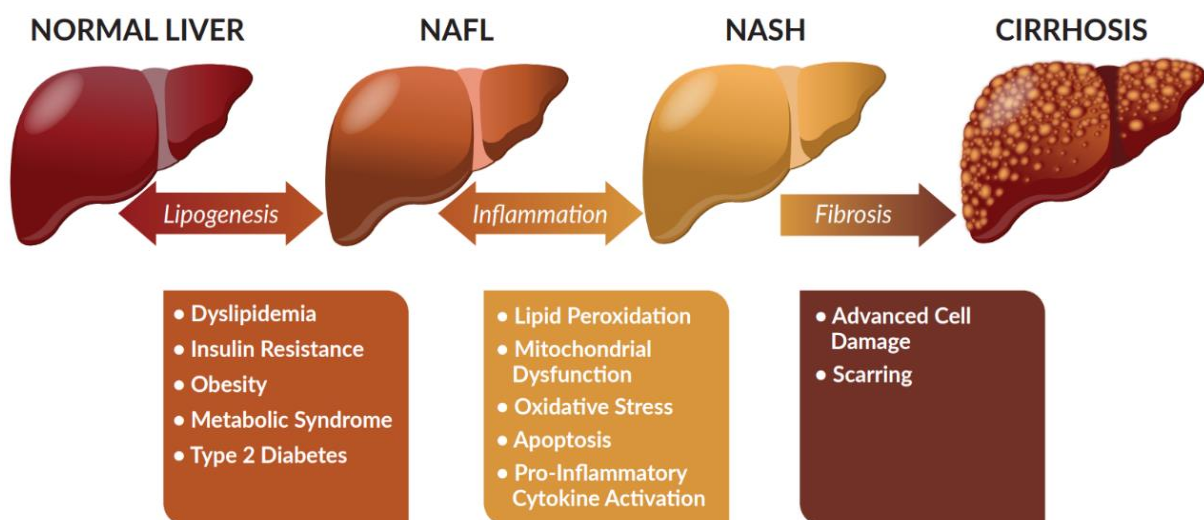 NORMAL LIVER
NAFL
NASH
CIRRHOSIS
Lipogenesis
Inflammation
Fibrosis
● Dyslipidemia
● Insulin Resistance
● Obesity
● Metabolic Syndrome
● Type 2 Diabetes
● Lipid Peroxidation
● Mitochondrial
Dysfunction
● Oxidative Stress
● Apoptosis
● Pro-Inflammatory
Cytokine Activation
● Advanced Cell
Damage
● Scarring